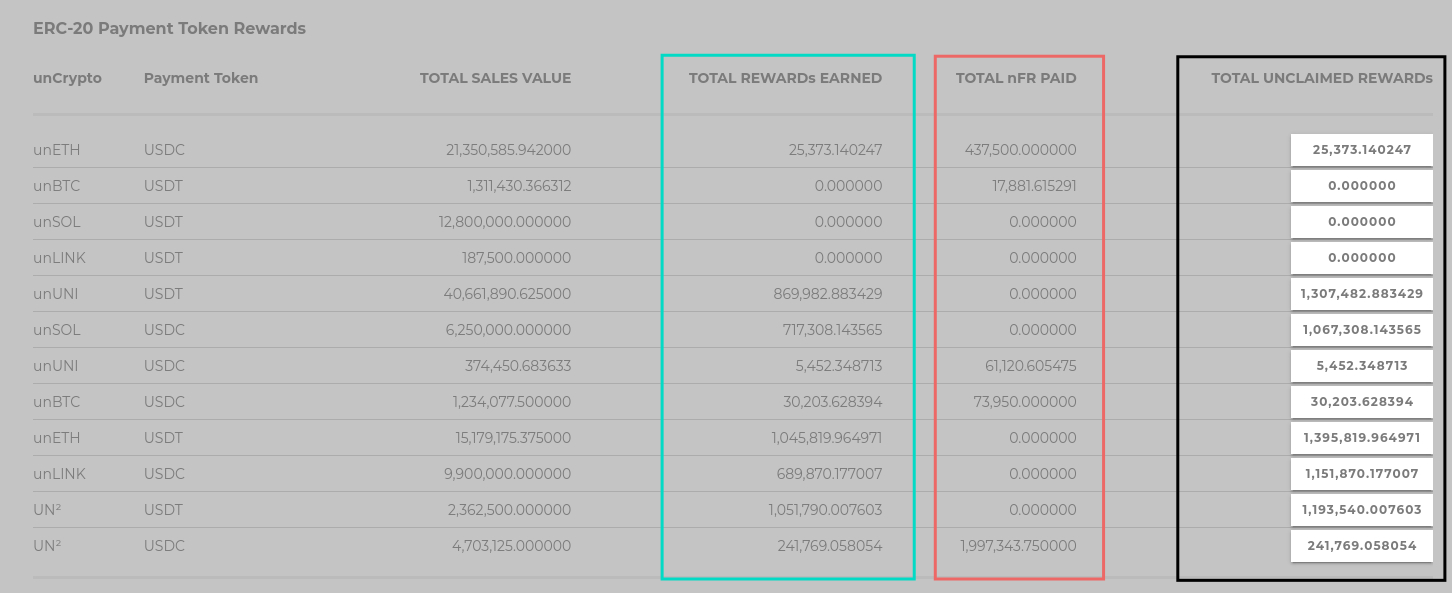 ERC-20 Payment Token Rewards
unCrypto Payment Token TOTAL SALES VALUE TOTAL REWARDs EARNED TOTAL nFR PAID TOTAL UNCLAIMED REWARDs
unETH USDC 21,350,585.942000 25,373.140247 437,500.000000 25,373.140247
unBTC USDT 1,311,430.366312 0.000000 17,881.615291 0.000000
unSOL USDT 12,800,000.000000 0.000000 0.000000 0.000000
unLINK USDT 187,500.000000 0.000000 0.000000 0.000000
unUNI USDT 40,661,890.625000 869,982.883429 0.000000 1,307,482.883429
unSOL USDC 6,250,000.000000 717,308.143565 0.000000 1,067,308.143565
unUNI USDC 374,450.683633 5,452.348713 61,120.605475 5,452.348713
unBTC USDC 1,234,077.500000 30,203.628394 73,950.000000 30,203.628394
unETH USDT 15,179,175.375000 1,045,819.964971 0.000000 1,395,819.964971
unLINK USDC 9,900,000.000000 689,870.177007 0.000000 1,151,870.177007
UN² USDT 2,362,500.000000 1,051,790.007603 0.000000 1,193,540.007603
UN² USDC 4,703,125.000000 241,769.058054 1,997,343.750000 241,769.058054